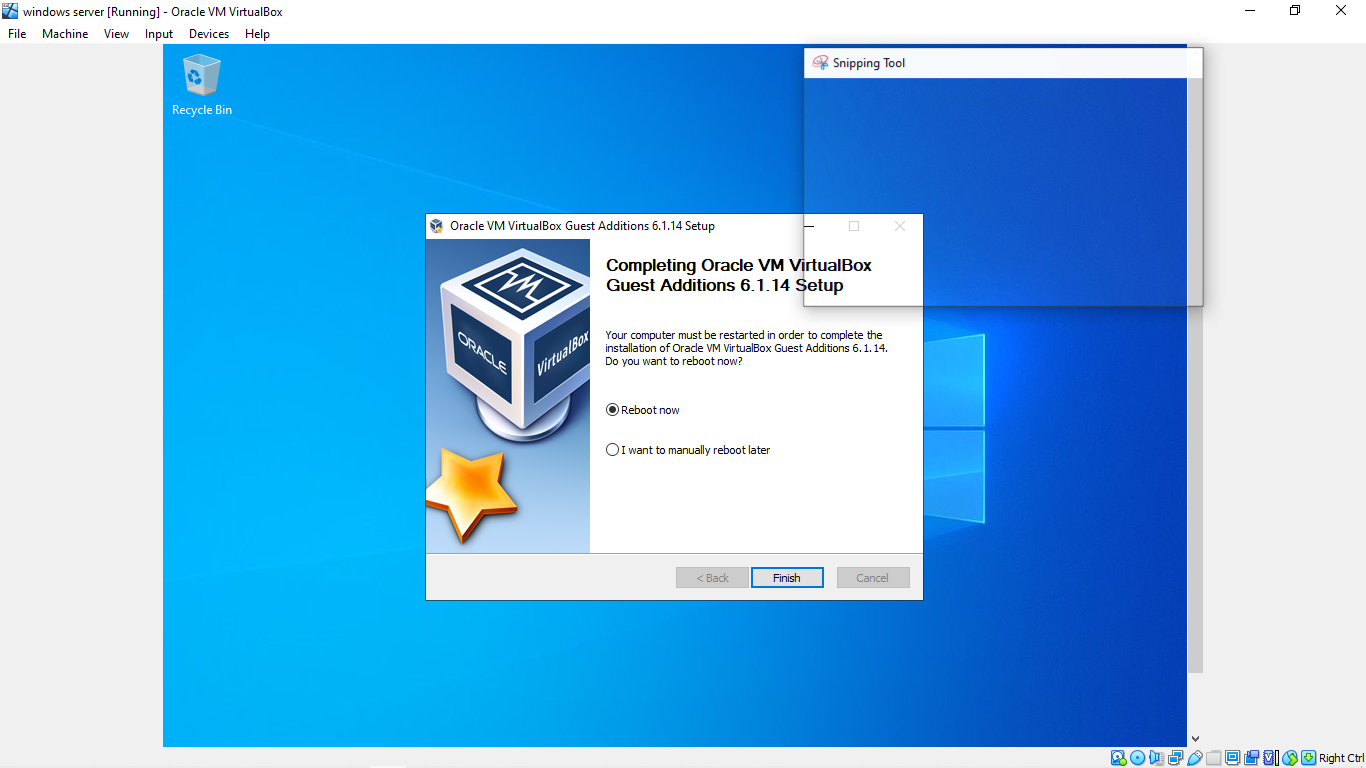 windows server [Running] - Oracle VM VirtualBox
File Machine View Input Devices Help
Recycle Bin
Snipping Tool
Oracle VM VirtualBox Guest Additions 6.1.14 Setup
ORACLE
VirtualBox
Completing Oracle VM VirtualBox
Guest Additions 6.1.14 Setup
Your computer must be restarted in order to complete the
installation of Oracle VM VirtualBox Guest Additions 6.1.14.
Do you want to reboot now?
Reboot now
I want to manually reboot later
< Back
Finish
Cancel
Right Ctrl